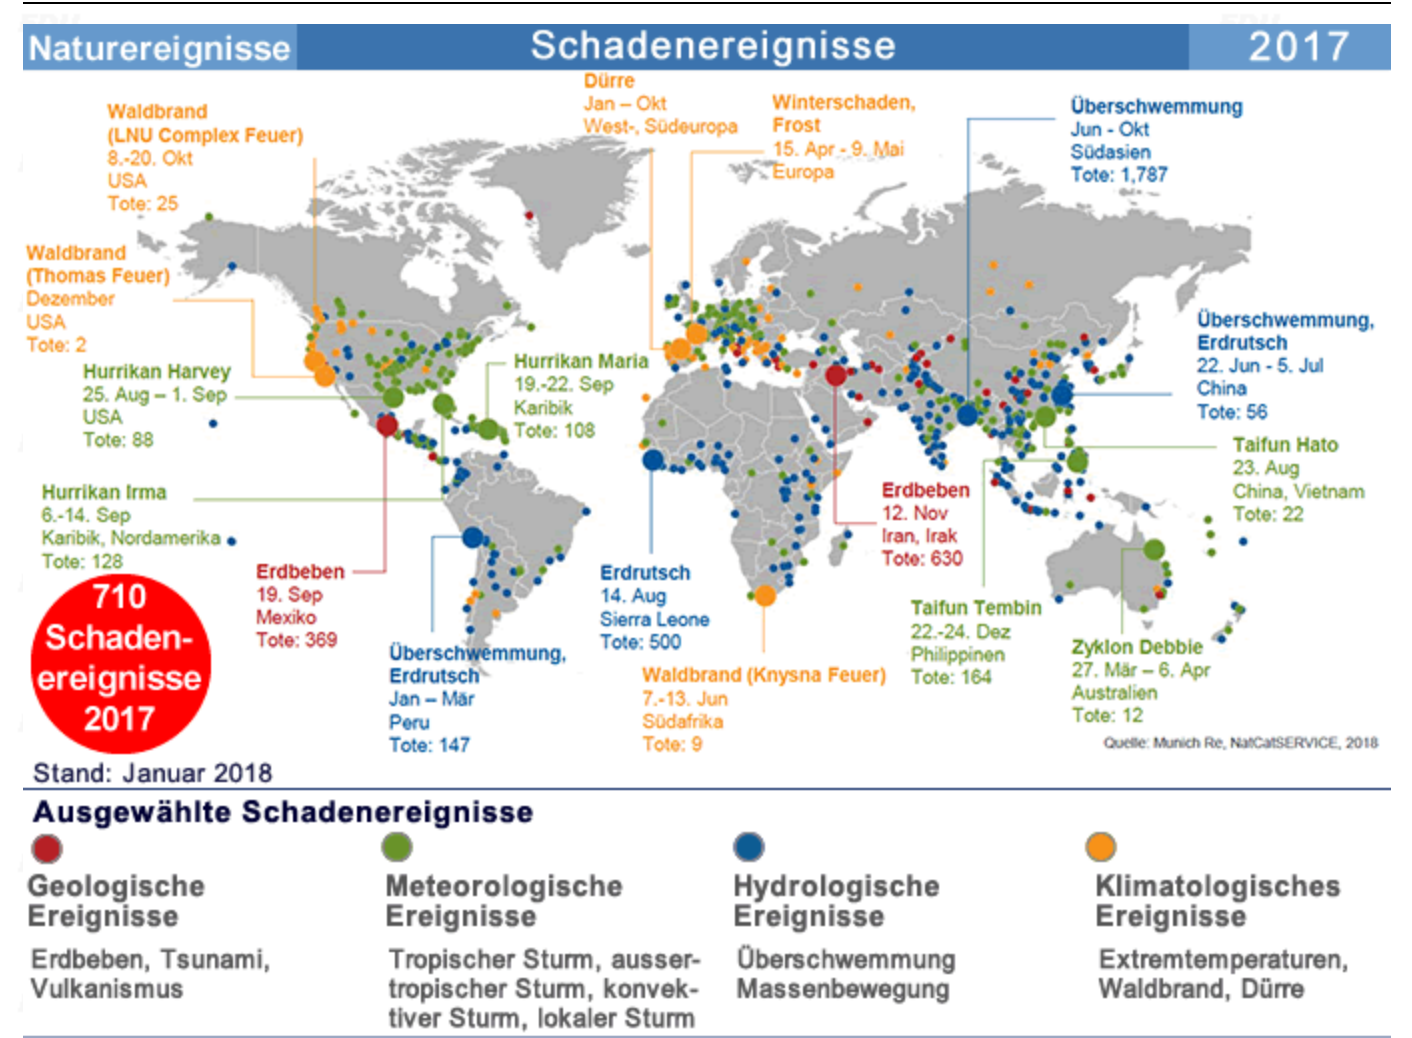 Naturereignisse
Schadenereignisse
2017
Dürre
Jan – Okt
West-, Südeuropa
Winterschaden,
Frost
15. Apr - 9. Mai
Europa
Überschwemmung
Jun - Okt
Südasien
Tote: 1,787
Waldbrand
(LNU Complex Feuer)
8.-20. Okt
USA
Tote: 25
Waldbrand
(Thomas Feuer)
Dezember
USA
Tote: 2
Überschwemmung,
Erdrutsch
22. Jun - 5. Jul
China
Tote: 56
Hurrikan Harvey
25. Aug – 1. Sep
USA
Tote: 88
Hurrikan Maria
19.-22. Sep
Karibik
Tote: 108
Taifun Hato
23. Aug
China, Vietnam
Tote: 22
Hurrikan Irma
6.-14. Sep
Karibik, Nordamerika
Tote: 128
Erdbeben
12. Nov
Iran, Irak
Tote: 630
Erdbeben
19. Sep
Mexiko
Tote: 369
Erdrutsch
14. Aug
Sierra Leone
Tote: 500
Taifun Tembin
22.-24. Dez
Philippinen
Tote: 164
Überschwemmung,
Erdrutsch
Jan – Mär
Peru
Tote: 147
Waldbrand (Knysna Feuer)
7.-13. Jun
Südafrika
Tote: 9
Zyklon Debbie
27. Mär – 6. Apr
Australien
Tote: 12
710
Schaden-
ereignisse
2017
Quelle: Munich Re, NatCatSERVICE, 2018
Stand: Januar 2018
Ausgewählte Schadenereignisse
Geologische
Ereignisse
Erdbeben, Tsunami,
Vulkanismus
Meteorologische
Ereignisse
Tropischer Sturm, ausser-
tropischer Sturm, konvek-
tiver Sturm, lokaler Sturm
Hydrologische
Ereignisse
Überschwemmung
Massenbewegung
Klimatologisches
Ereignisse
Extremtemperaturen,
Waldbrand, Dürre